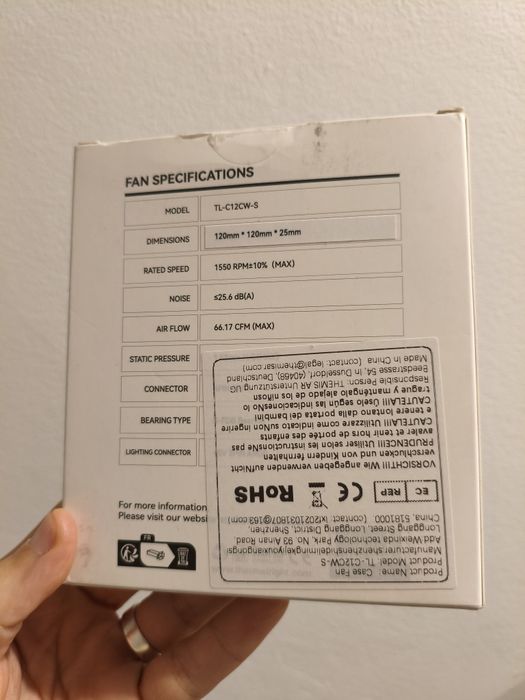 FAN SPECIFICATIONS
MODEL TL-C12CW-S
DIMENSIONS 120mm * 120mm * 25mm
RATED SPEED 1550 RPM±10% (MAX)
NOISE ≤25.6 dB(A)
AIR FLOW 66.17 CFM (MAX)
STATIC PRESSURE
CONNECTOR
BEARING TYPE
LIGHTING CONNECTOR
For more information
Please visit our websi
FR
Product Name: Case Fan
Product Model: TL-C12CW-S
Manufacturer:Shenzhenshidelimingkejiyouxiangongsi
Add:Weixinda technology Park, No. 93 Ainan Road,
Longgang Street, Longgang District, Shenzhen,
China, 5181000. (contact: xt2021031807@163.com)
EC REP CE RoHS
VORSICHT!!! Wie angegeben verwenden aufNicht
verschlucken und von Kindern fernhalten
PRUDENCE!!! Utiliser selon les instructionsNe pas
avaler et tenir hors de portée des enfants
CAUTELA!!! Utilizzare come indicato suNon ingerire
e tenere lontano dalla portata dei bambini
CAUTELA!!! Úselo según las indicacionesNo
trague y manténgalo alejado de los niños
Responsible Person: THEMIS AR Unterstützung UG
Beedstrasse 54, in Dusseldorf, (40468), Deutschland
Made in China (contact: legal@themisar.com)